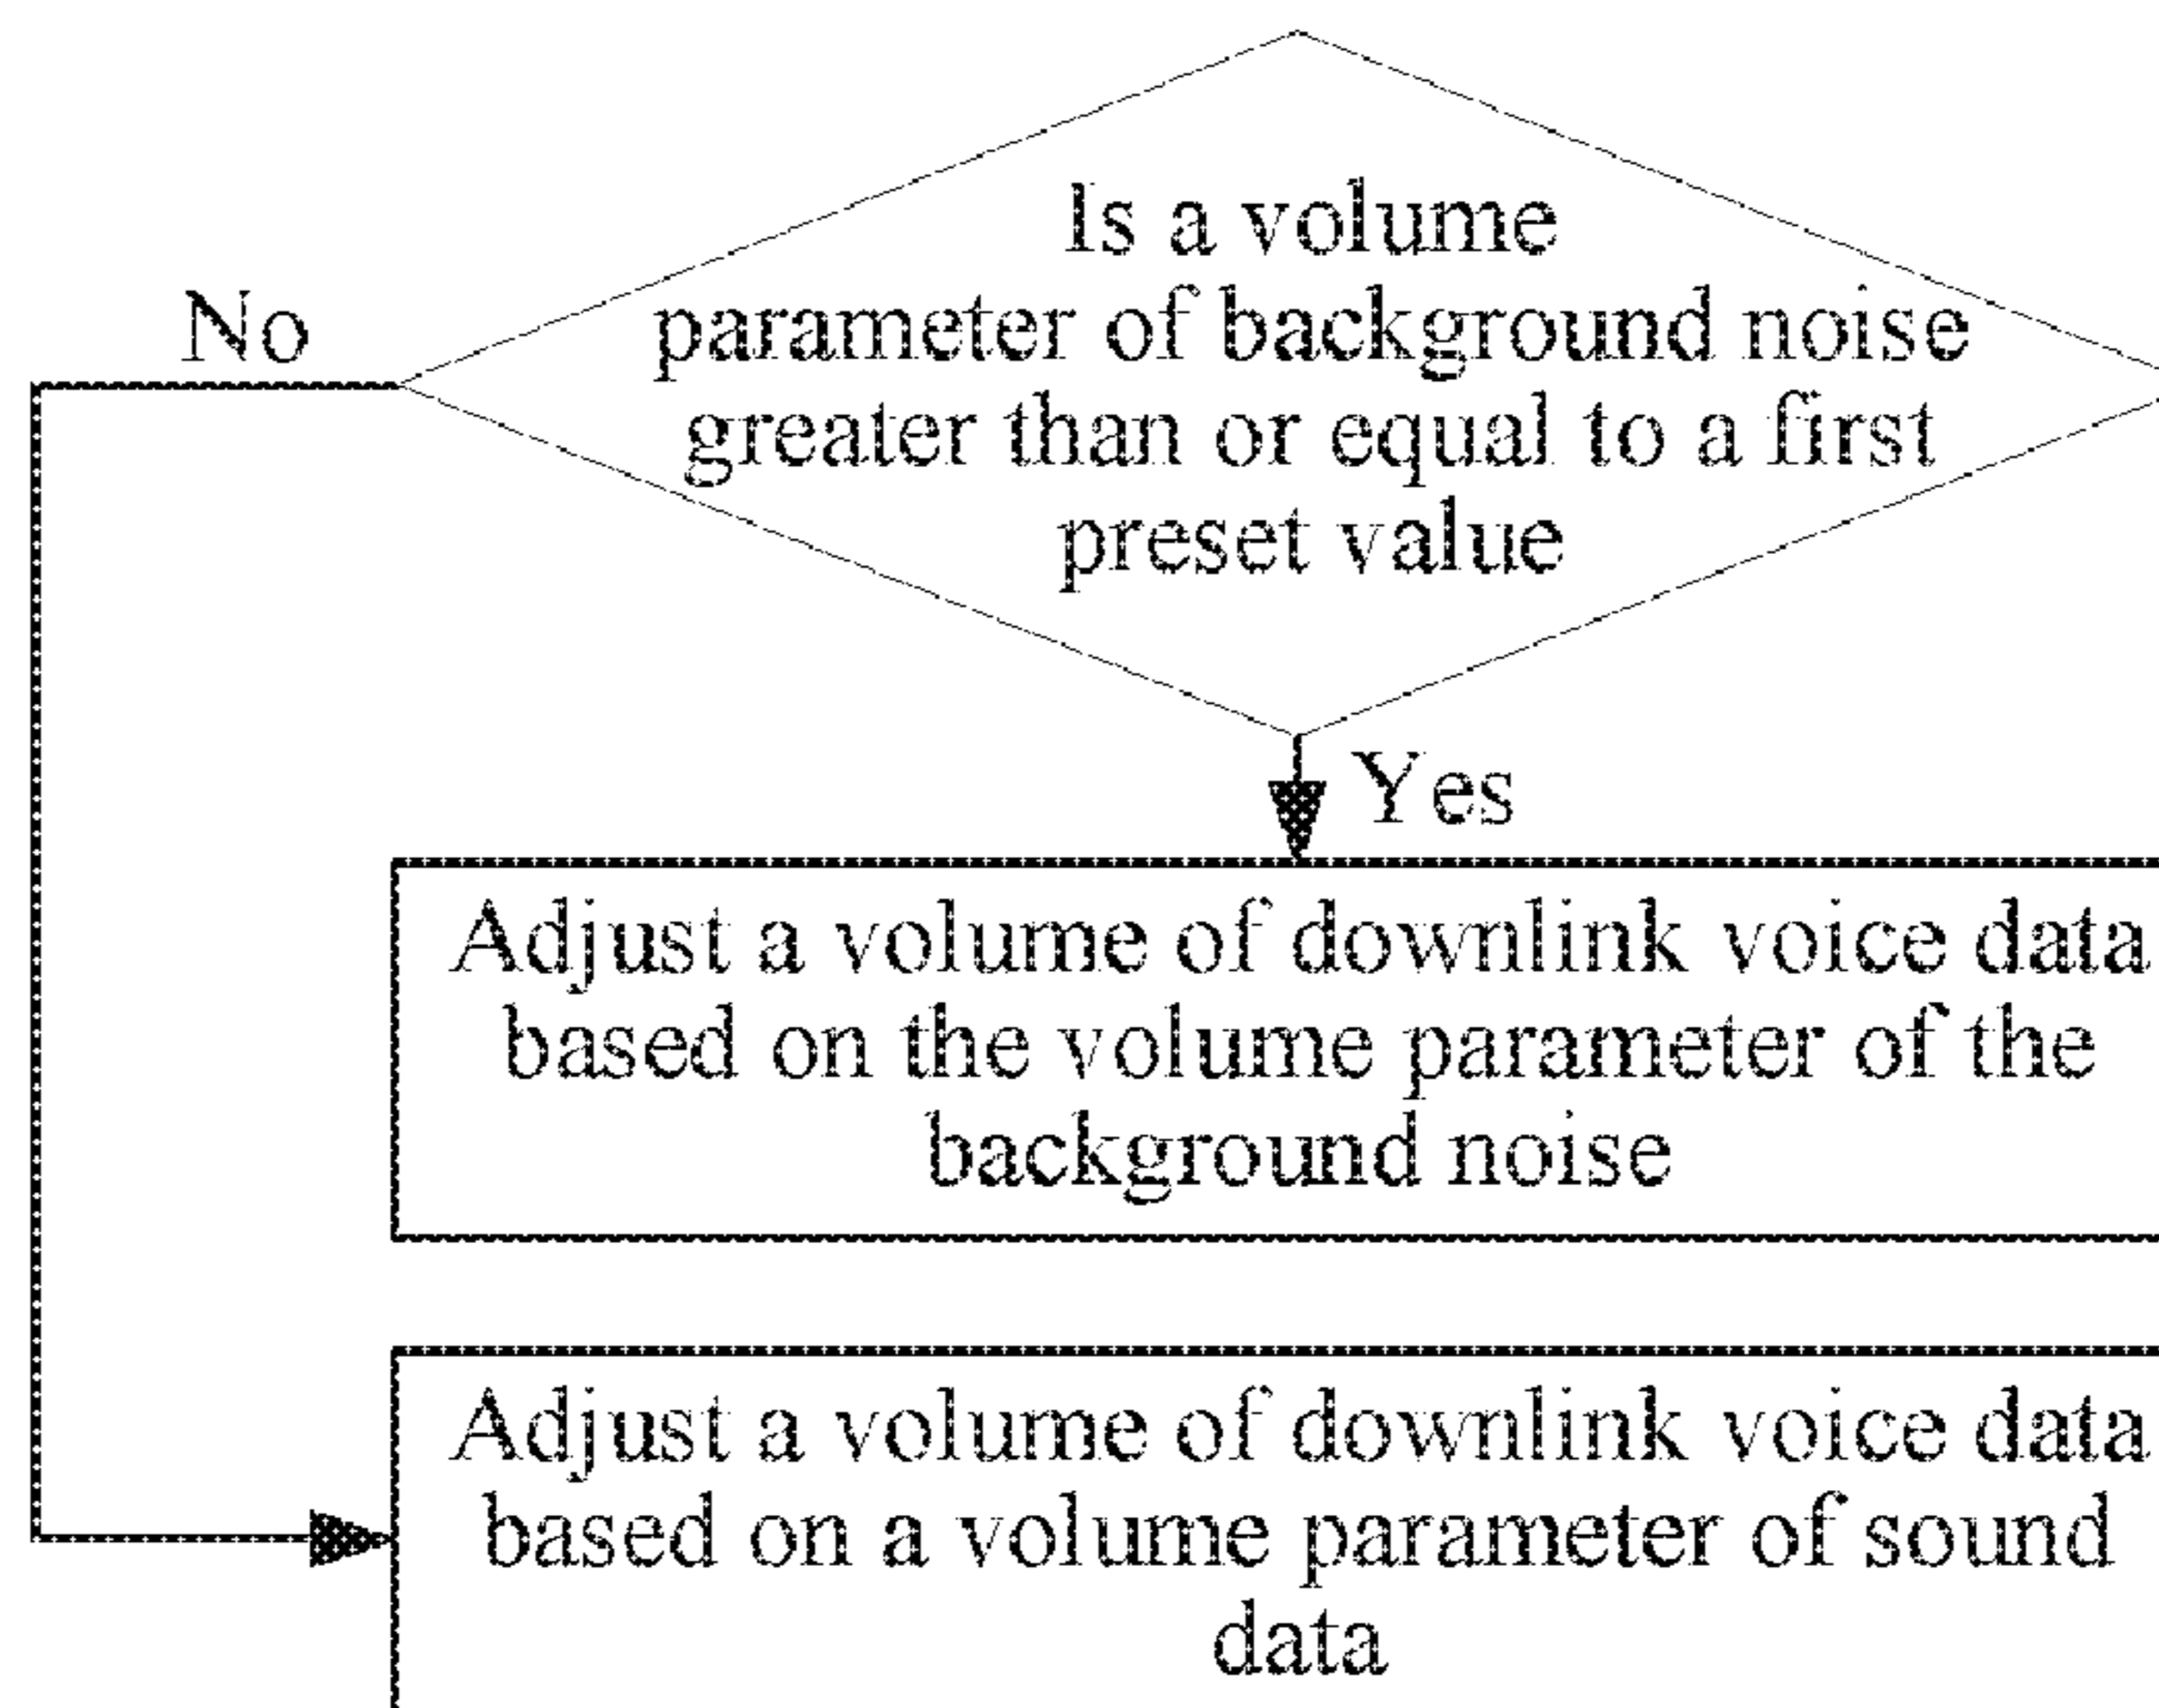 Is a volume
parameter of background noise
greater than or equal to a first
preset value
No
Yes
Adjust a volume of downlink voice data
based on the volume parameter of the
background noise
Adjust a volume of downlink voice data
based on a volume parameter of sound
data